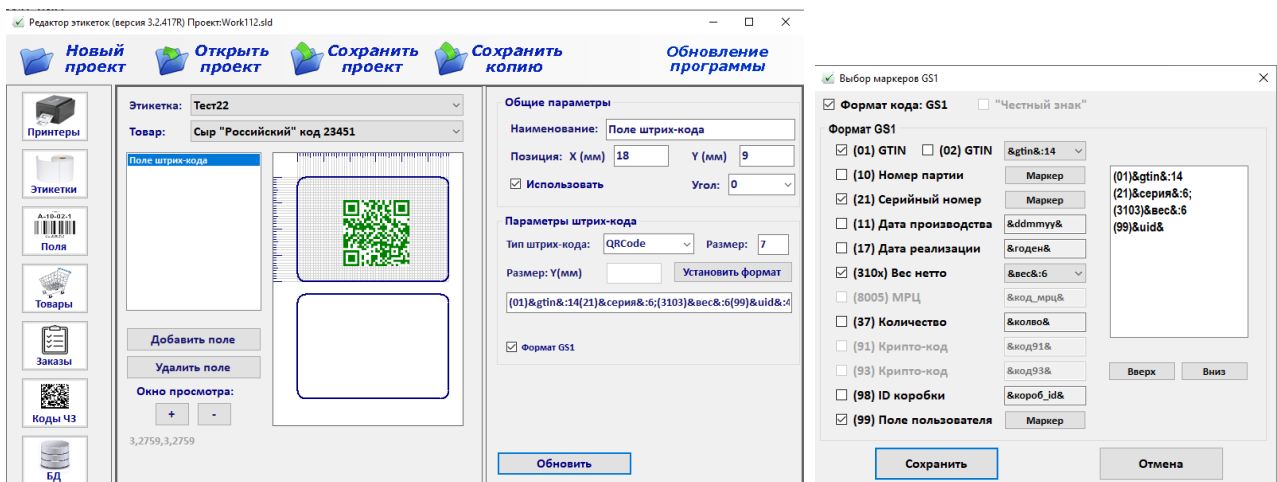 Редактор этикеток (версия 3.2.417R) Проект:Work112.sld
Новый проект
Открыть проект
Сохранить проект
Сохранить копию
Обновление программы
Принтеры
Этикетки
A-10-02-1
Поля
Товары
Заказы
Коды ЧЗ
БД
Этикетка: Тест22
Товар: Сыр "Российский" код 23451
Поле штрих-кода
Добавить поле
Удалить поле
Окно просмотра:
+ -
3,2759,3,2759
Общие параметры
Наименование: Поле штрих-кода
Позиция: X (мм) 18 Y (мм) 9
Использовать Угол: 0
Параметры штрих-кода
Тип штрих-кода: QRCode Размер: 7
Размер: Y(мм) Установить формат
(01)&gtin&:14(21)&серия&:6;(3103)&вес&:6(99)&uid&:4
Формат GS1
Обновить
Выбор маркеров GS1
Формат кода: GS1 "Честный знак"
Формат GS1
(01) GTIN (02) GTIN &gtin&:14
(10) Номер партии Маркер
(21) Серийный номер Маркер
(11) Дата производства &ddmmyy&
(17) Дата реализации &годен&
(310x) Вес нетто &вес&:6
(8005) МРЦ &код_мрц&
(37) Количество &колво&
(91) Крипто-код &код91&
(93) Крипто-код &код93&
(98) ID коробки &короб_id&
(99) Поле пользователя Маркер
(01)&gtin&:14
(21)&серия&:6;
(3103)&вес&:6
(99)&uid&
Вверх Вниз
Сохранить Отмена